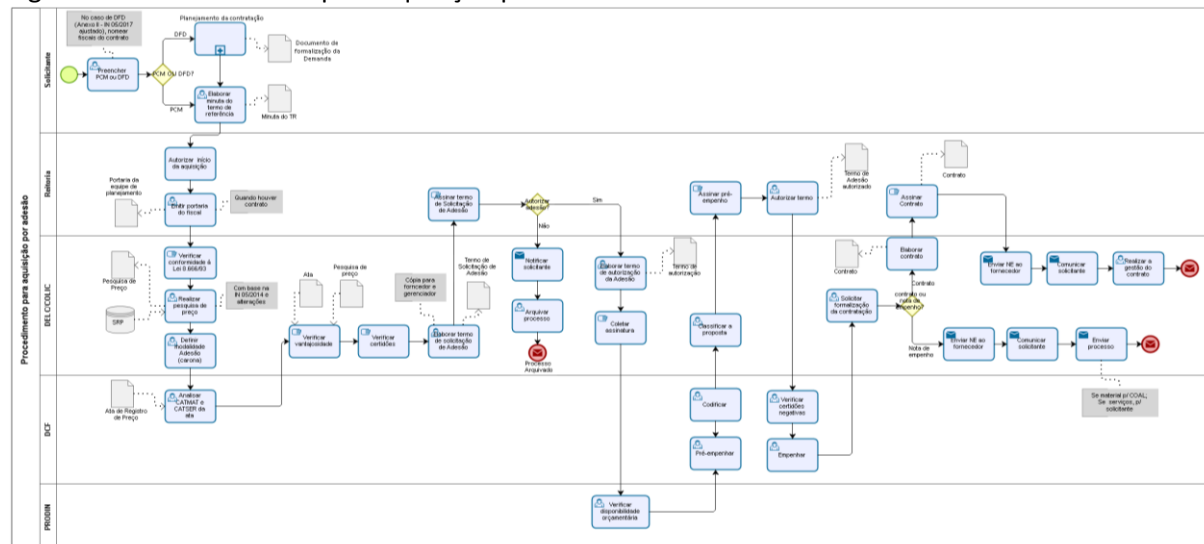 Procedimento para aquisição por adesão
Solicitante
No caso de DFD
(Anexo II - IN 05/2017
ajustado), nomear
fiscais do contrato
Preencher
PCM ou DFD
PCM OU DFD?
DFD
PCM
Planejamento da contratação
Documento da
formalização da
Demanda
Elaborar
minuta do
termo de
referência
Minuta do TR
Reitoria
Autorizar início
da aquisição
Portaria da
equipe de
planejamento
Emitir portaria
do fiscal
Quando houver
contrato
Assinar termo
de Solicitação
de Adesão
Autorizar
adesão?
Sim
Não
Assinar pré-
empenho
Autorizar termo
Termo de
Adesão
autorizado
Assinar
Contrato
Contrato
DELC/COLIC
Verificar
conformidade à
Lei 8.666/93
Pesquisa de
Preço
SRP
Realizar
pesquisa de
preço
Com base na
IN 05/2014 e
alterações
Definir
modalidade
Adesão
(carona)
Ata
Pesquisa de
preço
Verificar
vantajosidade
Verificar
certidões
Cópia para
fornecedor e
gerenciador
Termo de
Solicitação de
Adesão
Elaborar termo
de solicitação
de Adesão
Notificar
solicitante
Arquivar
processo
Processo
Arquivado
Elaborar termo
de autorização
da Adesão
Termo de
autorização
Coletar
assinatura
Classificar a
proposta
Solicitar
formalização
da contratação
Contrato
Elaborar
contrato
Contrato
contrato ou
nota de
empenho?
Nota de
empenho
Enviar NE ao
fornecedor
Comunicar
solicitante
Realizar a
gestão do
contrato
Enviar NE ao
fornecedor
Comunicar
solicitante
Enviar
processo
Se material p/ COAL;
Se serviços, p/
solicitante
DCF
Ata de Registro
de Preço
Analisar
CATMAT e
CATSER da
ata
Codificar
Pré-empenhar
Verificar
certidões
negativas
Empenhar
PRODIN
Verificar
disponibilidade
orçamentária